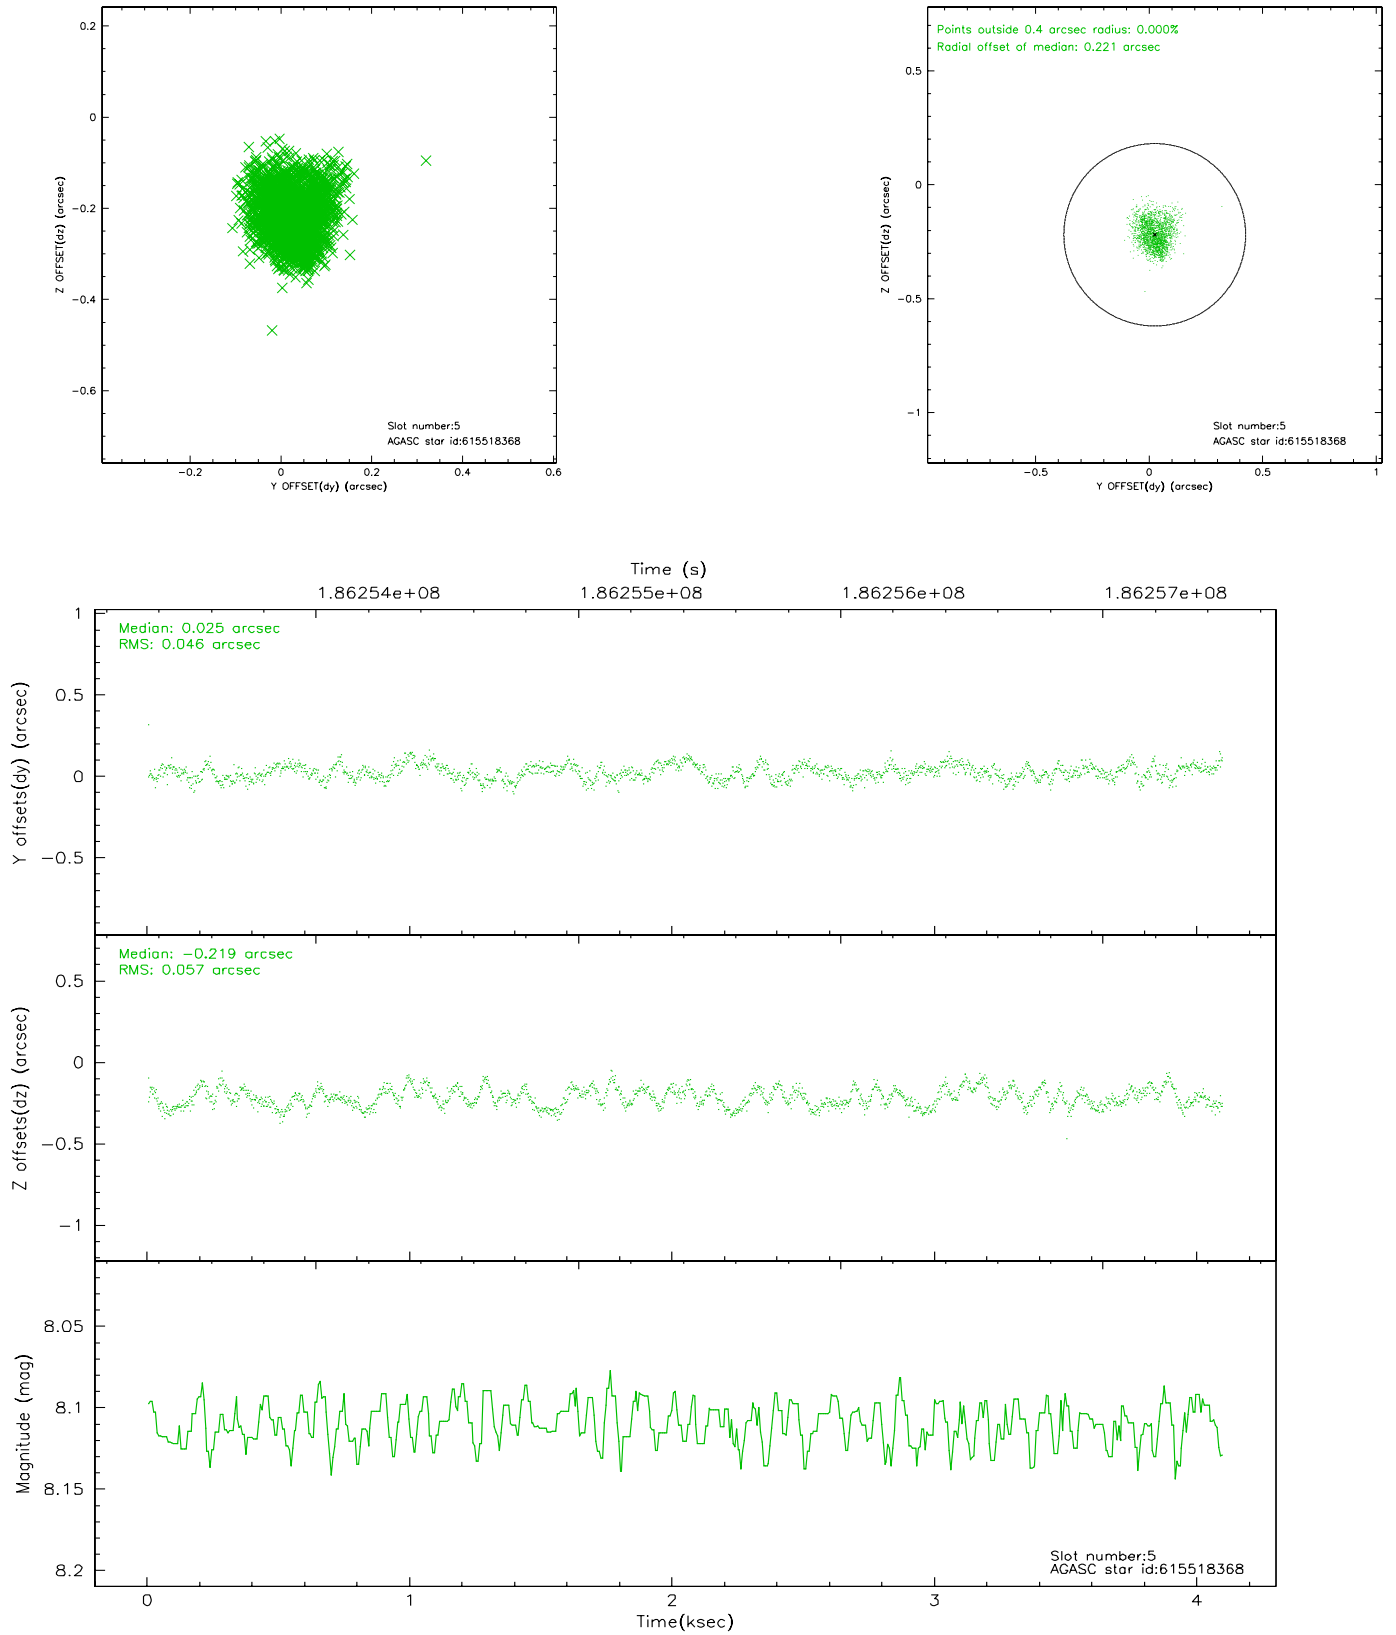 0.2
0
−0.2
−0.4
−0.6
Z OFFSET(dz) (arcsec)
Slot number:5
AGASC star id:615518368
−0.2 0 0.2 0.4 0.6
Y OFFSET(dy) (arcsec)
Points outside 0.4 arcsec radius: 0.000%
Radial offset of median: 0.221 arcsec
0.5
0
−0.5
−1
Z OFFSET(dz) (arcsec)
Slot number:5
AGASC star id:615518368
−0.5 0 0.5 1
Y OFFSET(dy) (arcsec)
Time (s)
1.86254e+08 1.86255e+08 1.86256e+08 1.86257e+08
Median: 0.025 arcsec
RMS: 0.046 arcsec
1
0.5
0
−0.5
Y offsets(dy) (arcsec)
Median: −0.219 arcsec
RMS: 0.057 arcsec
0.5
0
−0.5
−1
Z offsets(dz) (arcsec)
8.05
8.1
8.15
8.2
Magnitude (mag)
Slot number:5
AGASC star id:615518368
0 1 2 3 4
Time(ksec)